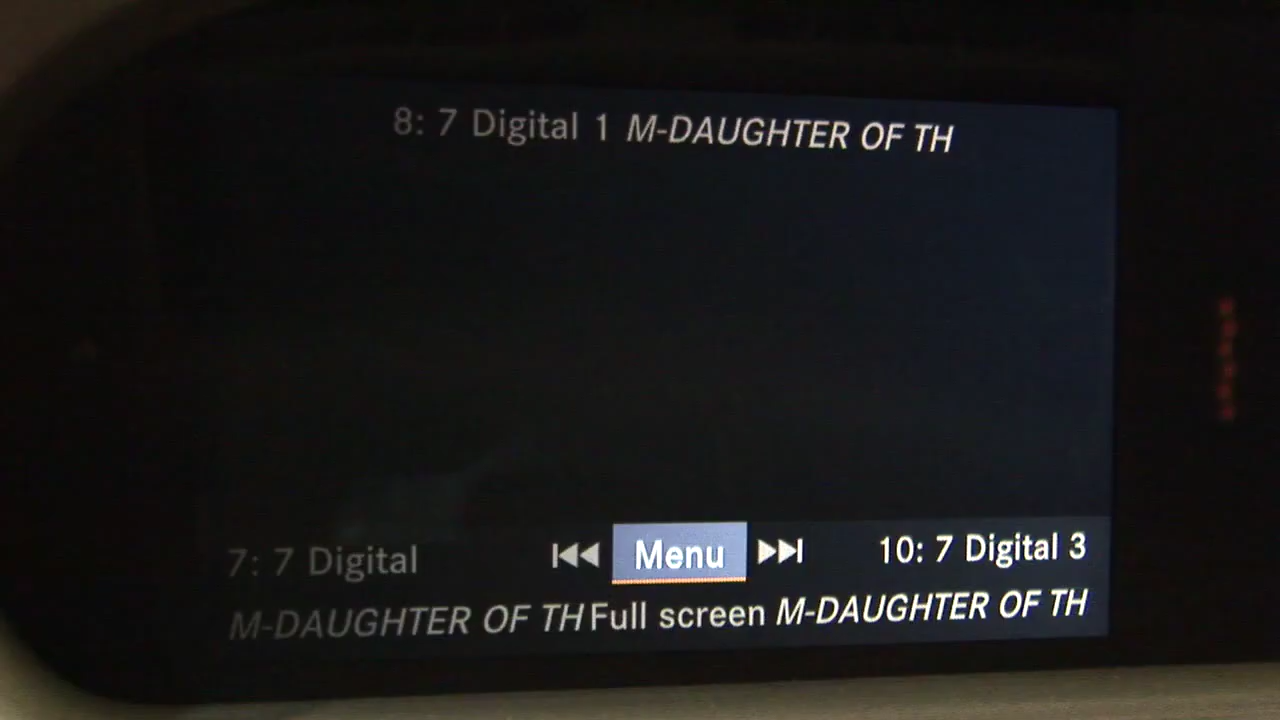 8: 7 Digital 1 M-DAUGHTER OF TH
7: 7 Digital Menu 10: 7 Digital 3
M-DAUGHTER OF TH Full screen M-DAUGHTER OF TH